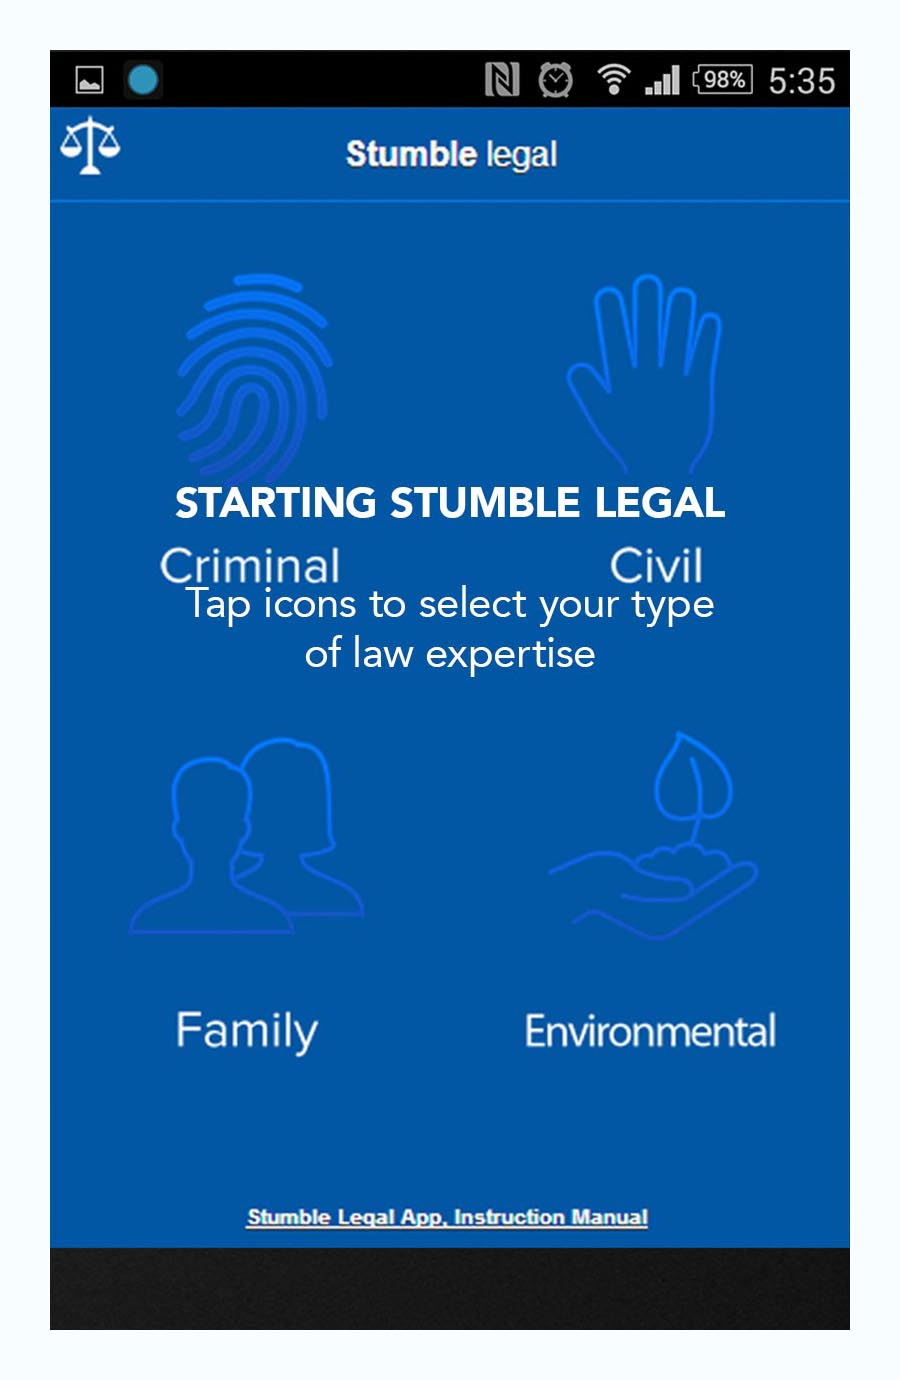 98% 5:35
Stumble legal
STARTING STUMBLE LEGAL
Criminal Civil
Tap icons to select your type
of law expertise
Family Environmental
Stumble Legal App, Instruction Manual